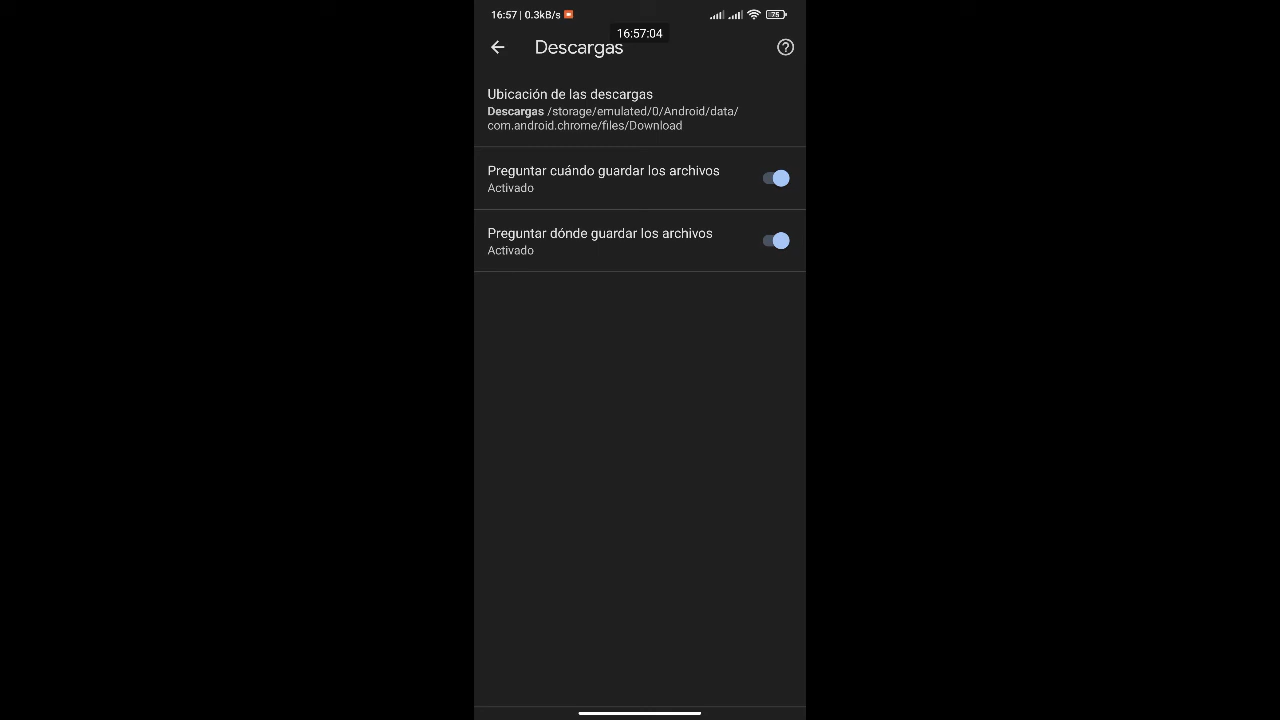 16:57 | 0.3kB/s
75
16:57:04
Descargas
Ubicación de las descargas
Descargas /storage/emulated/0/Android/data/
com.android.chrome/files/Download
Preguntar cuándo guardar los archivos
Activado
Preguntar dónde guardar los archivos
Activado